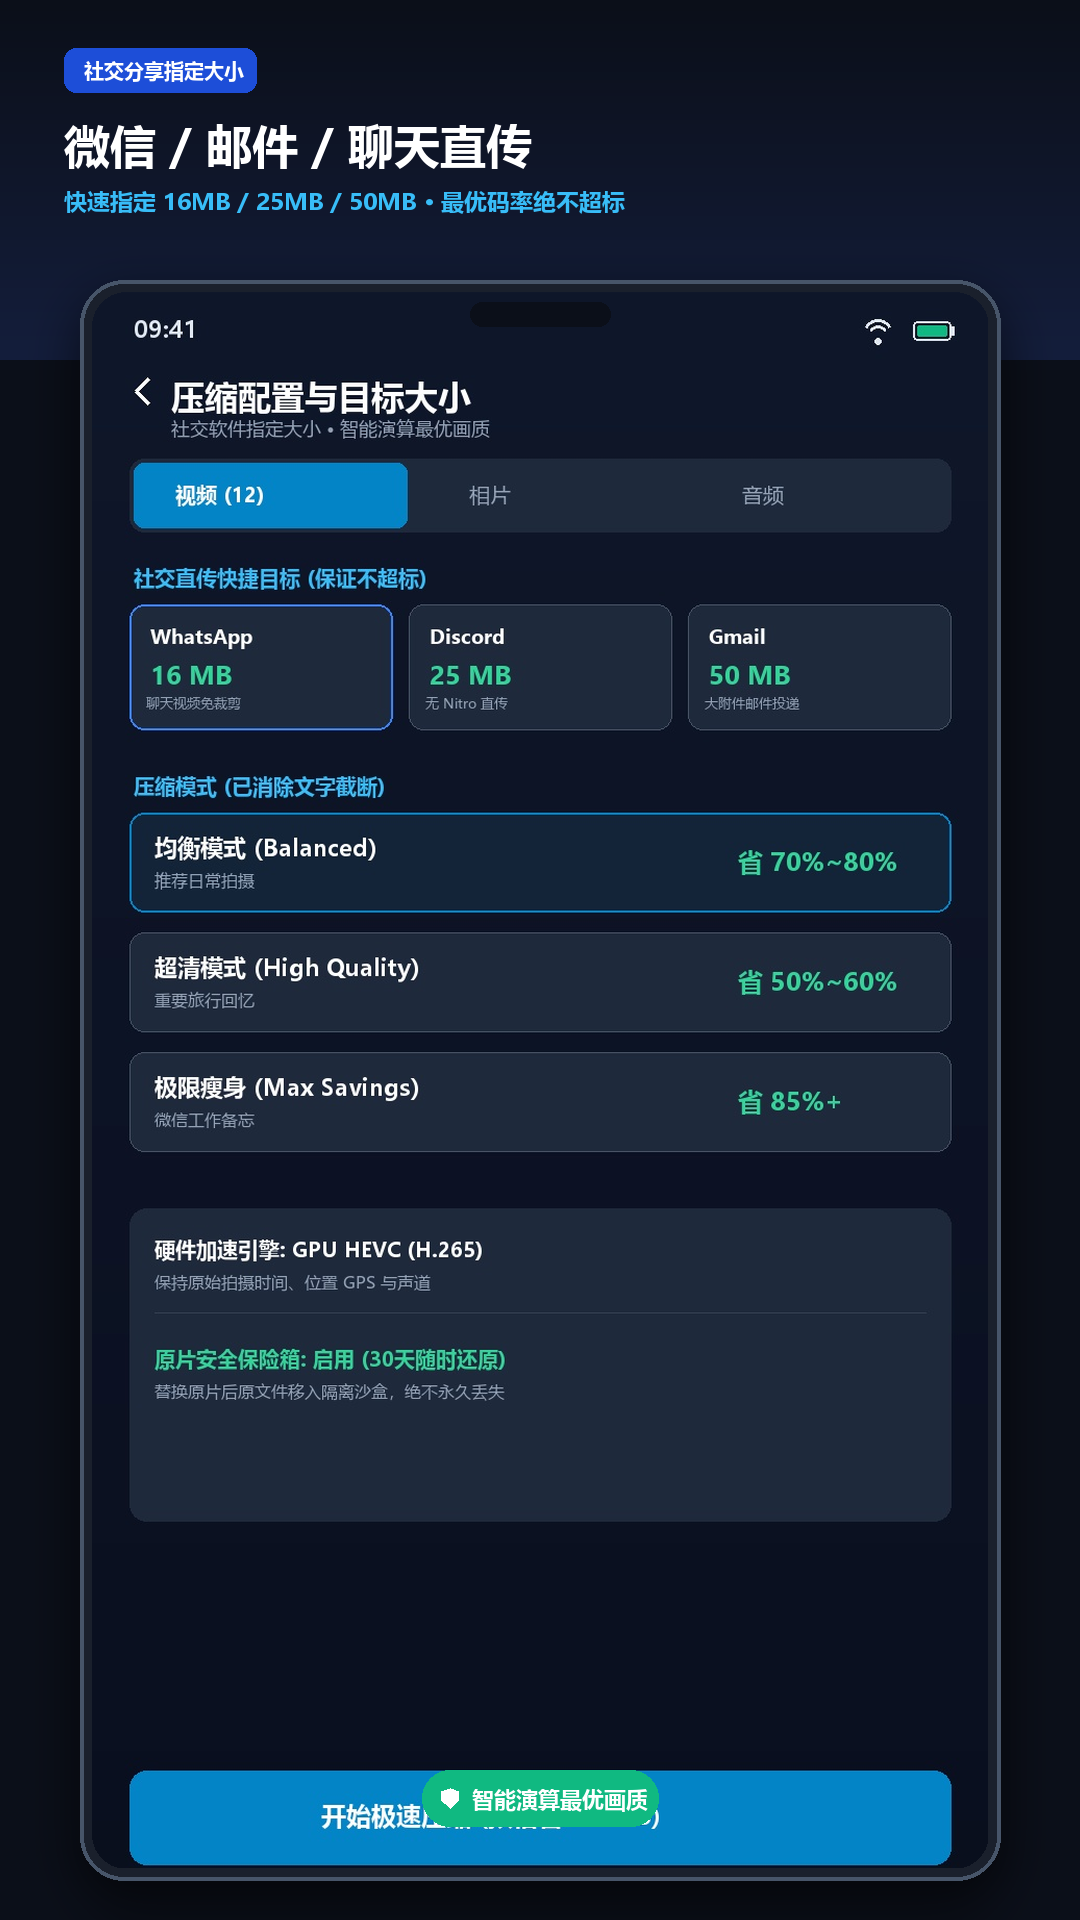 社交分享指定大小
微信 / 邮件 / 聊天直传
快速指定 16MB / 25MB / 50MB • 最优码率绝不超标
09:41
压缩配置与目标大小
社交软件指定大小 • 智能演算最优画质
视频 (12)
相片
音频
社交直传快捷目标 (保证不超标)
WhatsApp
16 MB
聊天视频免裁剪
Discord
25 MB
无 Nitro 直传
Gmail
50 MB
大附件邮件投递
压缩模式 (已消除文字截断)
均衡模式 (Balanced)
推荐日常拍摄
省 70%~80%
超清模式 (High Quality)
重要旅行回忆
省 50%~60%
极限瘦身 (Max Savings)
微信工作备忘
省 85%+
硬件加速引擎: GPU HEVC (H.265)
保持原始拍摄时间、位置 GPS 与声道
原片安全保险箱: 启用 (30天随时还原)
替换原片后原文件移入隔离沙盒，绝不永久丢失
智能演算最优画质
开始极速